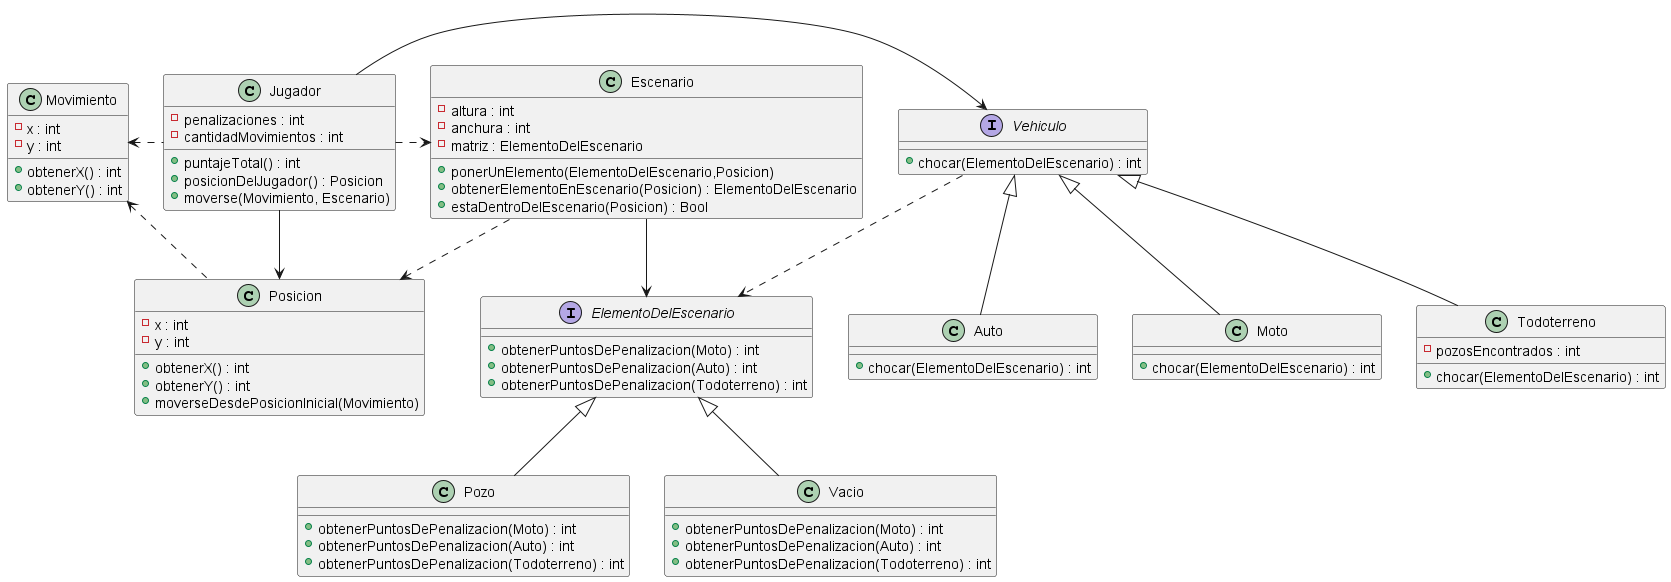 Movimiento
x : int
y : int
obtenerX() : int
obtenerY() : int
Jugador
penalizaciones : int
cantidadMovimientos : int
puntajeTotal() : int
posicionDelJugador() : Posicion
moverse(Movimiento, Escenario)
Escenario
altura : int
anchura : int
matriz : ElementoDelEscenario
ponerUnElemento(ElementoDelEscenario,Posicion)
obtenerElementoEnEscenario(Posicion) : ElementoDelEscenario
estaDentroDelEscenario(Posicion) : Bool
Vehiculo
chocar(ElementoDelEscenario) : int
Posicion
x : int
y : int
obtenerX() : int
obtenerY() : int
moverseDesdePosicionInicial(Movimiento)
ElementoDelEscenario
obtenerPuntosDePenalizacion(Moto) : int
obtenerPuntosDePenalizacion(Auto) : int
obtenerPuntosDePenalizacion(Todoterreno) : int
Auto
chocar(ElementoDelEscenario) : int
Moto
chocar(ElementoDelEscenario) : int
Todoterreno
pozosEncontrados : int
chocar(ElementoDelEscenario) : int
Pozo
obtenerPuntosDePenalizacion(Moto) : int
obtenerPuntosDePenalizacion(Auto) : int
obtenerPuntosDePenalizacion(Todoterreno) : int
Vacio
obtenerPuntosDePenalizacion(Moto) : int
obtenerPuntosDePenalizacion(Auto) : int
obtenerPuntosDePenalizacion(Todoterreno) : int